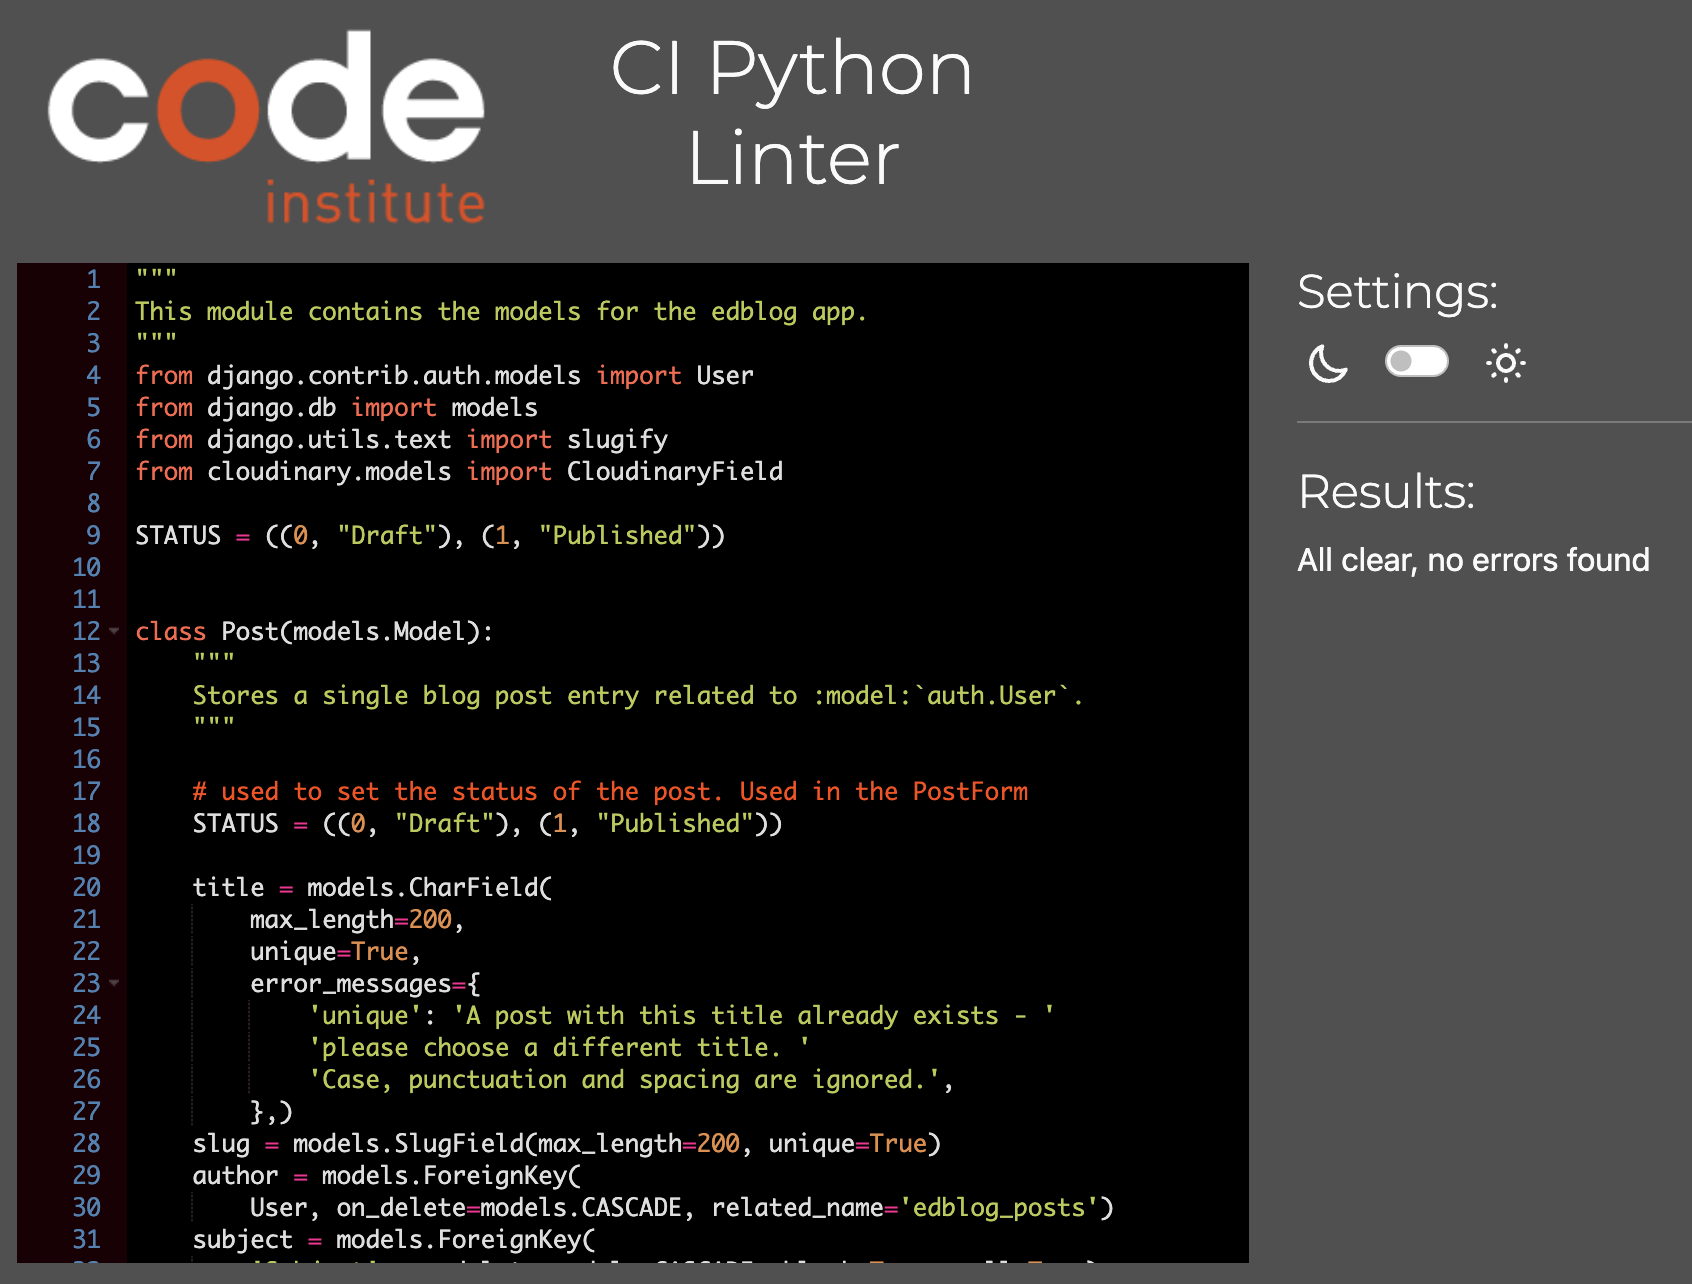 code
institute
CI Python
Linter
1 """
2 This module contains the models for the edblog app.
3 """
4 from django.contrib.auth.models import User
5 from django.db import models
6 from django.utils.text import slugify
7 from cloudinary.models import CloudinaryField
8
9 STATUS = ((0, "Draft"), (1, "Published"))
10
11
12 class Post(models.Model):
13     """
14     Stores a single blog post entry related to :model:`auth.User`.
15     """
16
17     # used to set the status of the post. Used in the PostForm
18     STATUS = ((0, "Draft"), (1, "Published"))
19
20     title = models.CharField(
21         max_length=200,
22         unique=True,
23         error_messages={
24             'unique': 'A post with this title already exists - '
25             'please choose a different title. '
26             'Case, punctuation and spacing are ignored.',
27         },)
28     slug = models.SlugField(max_length=200, unique=True)
29     author = models.ForeignKey(
30         User, on_delete=models.CASCADE, related_name='edblog_posts')
31     subject = models.ForeignKey(
Settings:
Results:
All clear, no errors found